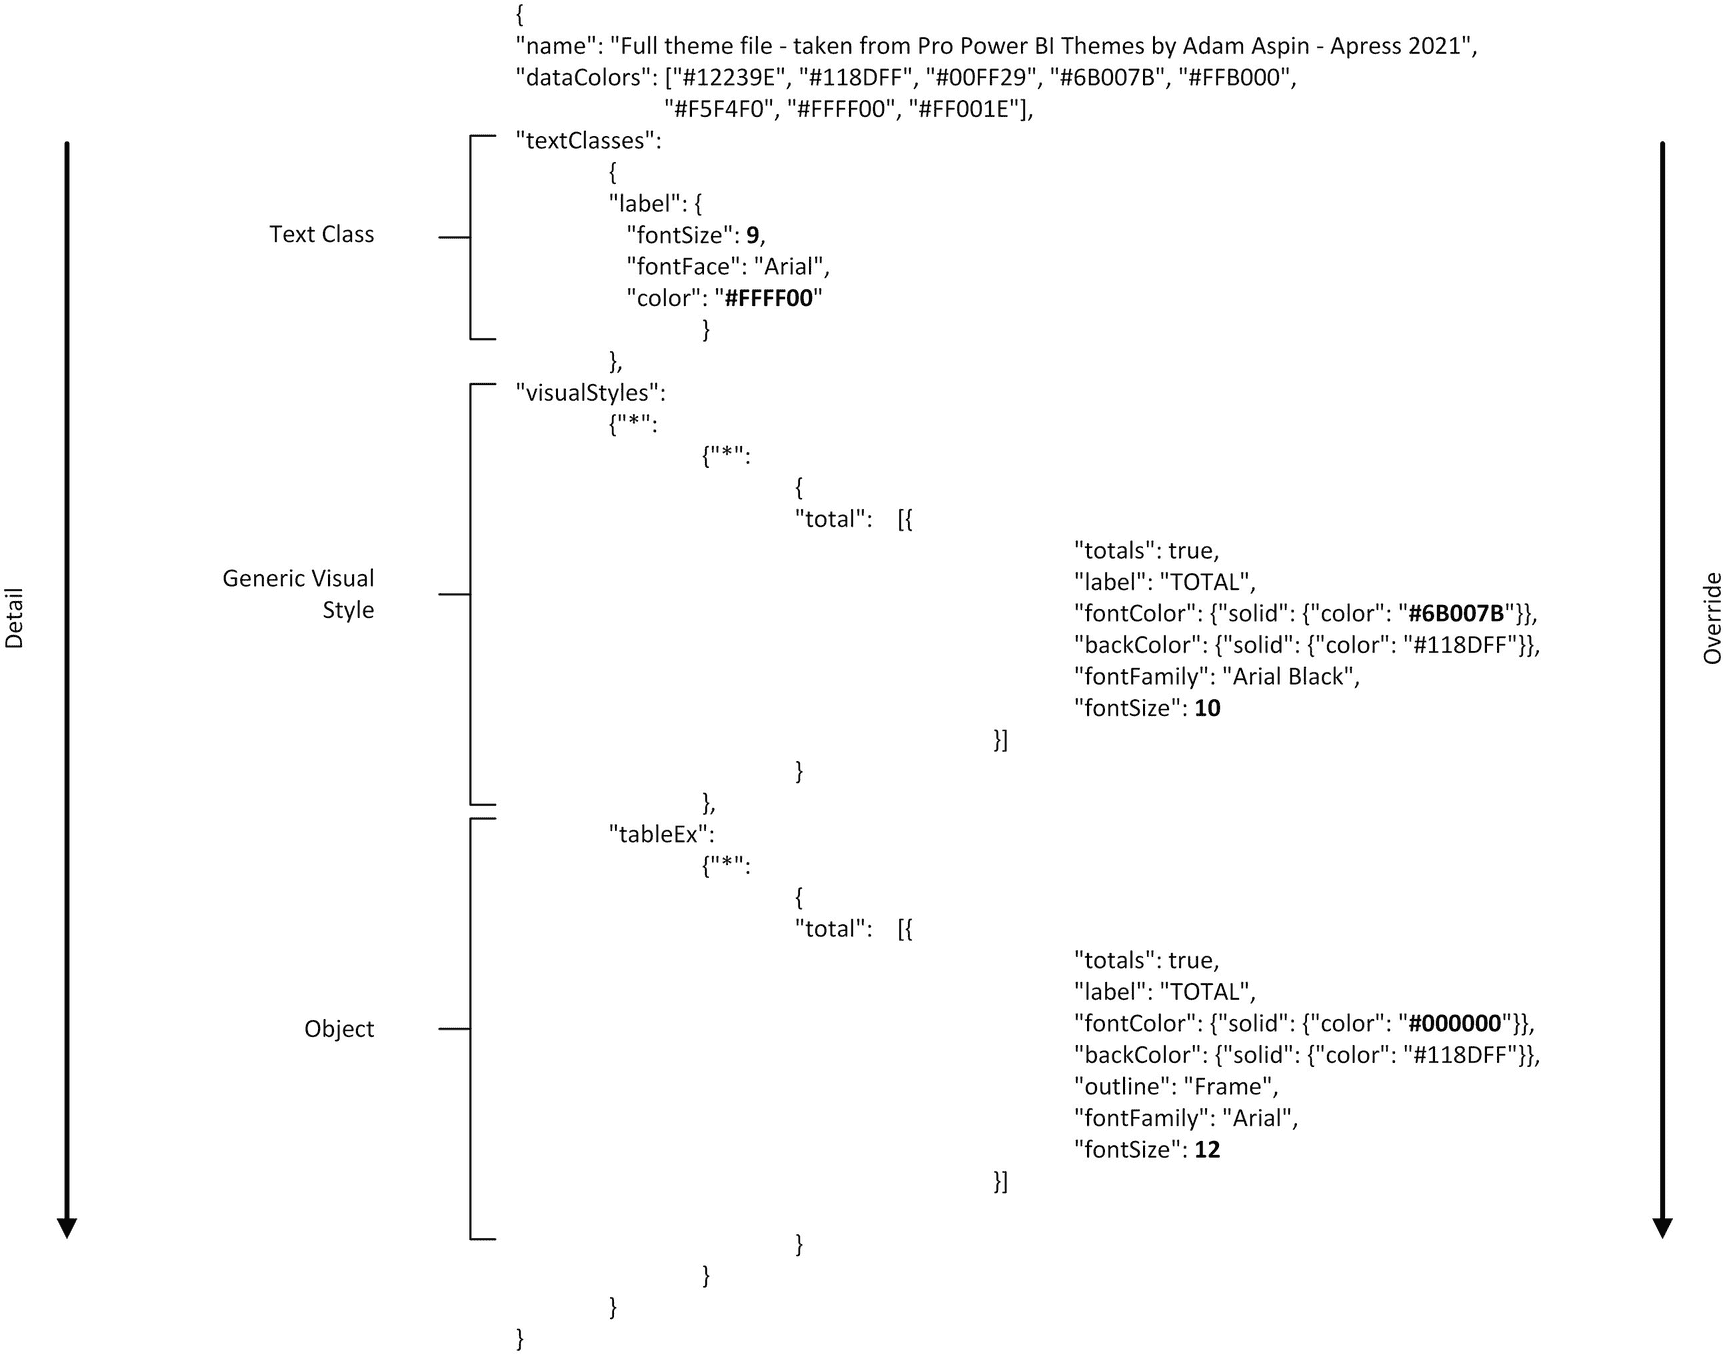 {
"name": "Full theme file - taken from Pro Power BI Themes by Adam Aspin - Apress 2021",
"dataColors": ["#12239E", "#118DFF", "#00FF29", "#6B007B", "#FFB000",
"#F5F4F0", "#FFFF00", "#FF001E"],
"textClasses":
{
"label": {
Text Class
"fontSize": 9,
"fontFace": "Arial",
"color": "#FFFF00"
}
},
"visualStyles":
{"*":
{"*":
{
"total": [{
"totals": true,
Generic Visual
Style
"label": "TOTAL",
"fontColor": {"solid": {"color": "#6B007B"}},
"backColor": {"solid": {"color": "#118DFF"}},
"fontFamily": "Arial Black",
"fontSize": 10
}]
}
},
Detail
Override
"tableEx":
{"*":
{
"total": [{
"totals": true,
"label": "TOTAL",
Object
"fontColor": {"solid": {"color": "#000000"}},
"backColor": {"solid": {"color": "#118DFF"}},
"outline": "Frame",
"fontFamily": "Arial",
"fontSize": 12
}]
}
}
}
}